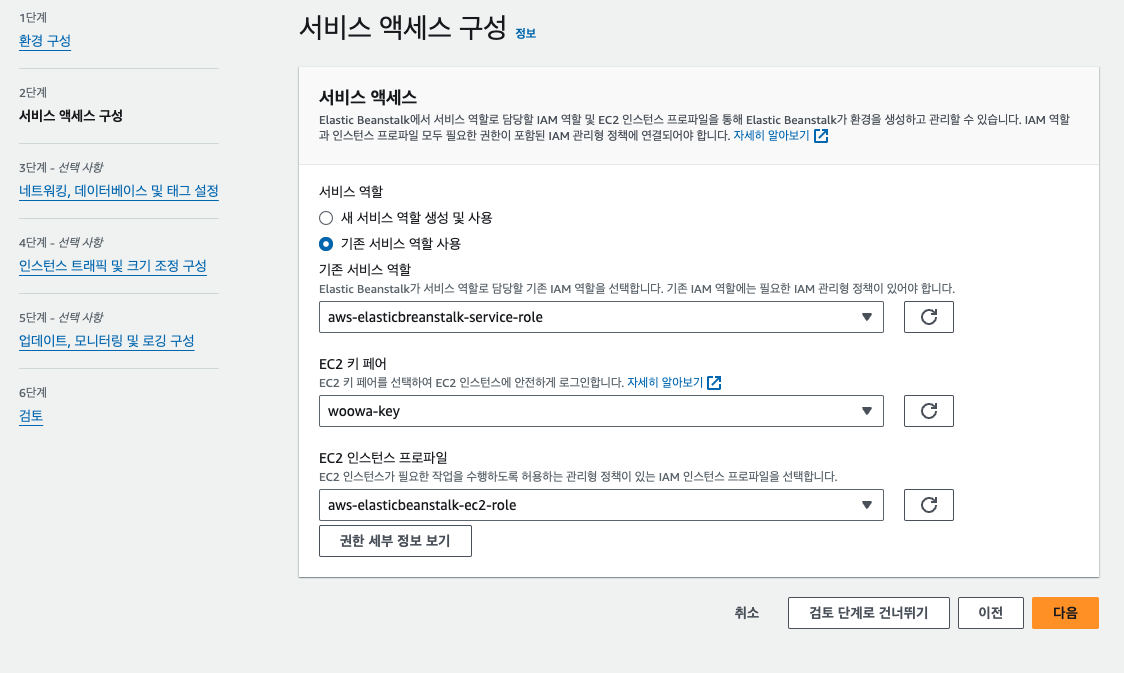 1단계
환경 구성
2단계
서비스 액세스 구성
3단계 - 선택 사항
네트워킹, 데이터베이스 및 태그 설정
4단계 - 선택 사항
인스턴스 트래픽 및 크기 조정 구성
5단계 - 선택 사항
업데이트, 모니터링 및 로깅 구성
6단계
검토
서비스 액세스 구성 정보
서비스 액세스
Elastic Beanstalk에서 서비스 역할로 담당할 IAM 역할 및 EC2 인스턴스 프로파일을 통해 Elastic Beanstalk가 환경을 생성하고 관리할 수 있습니다. IAM 역할
과 인스턴스 프로파일 모두 필요한 권한이 포함된 IAM 관리형 정책에 연결되어야 합니다. 자세히 알아보기
서비스 역할
새 서비스 역할 생성 및 사용
기존 서비스 역할 사용
기존 서비스 역할
Elastic Beanstalk가 서비스 역할로 담당할 기존 IAM 역할을 선택합니다. 기존 IAM 역할에는 필요한 IAM 관리형 정책이 있어야 합니다.
aws-elasticbreanstalk-service-role
EC2 키 페어
EC2 키 페어를 선택하여 EC2 인스턴스에 안전하게 로그인합니다. 자세히 알아보기
woowa-key
EC2 인스턴스 프로파일
EC2 인스턴스가 필요한 작업을 수행하도록 허용하는 관리형 정책이 있는 IAM 인스턴스 프로파일을 선택합니다.
aws-elasticbeanstalk-ec2-role
권한 세부 정보 보기
취소
검토 단계로 건너뛰기
이전
다음